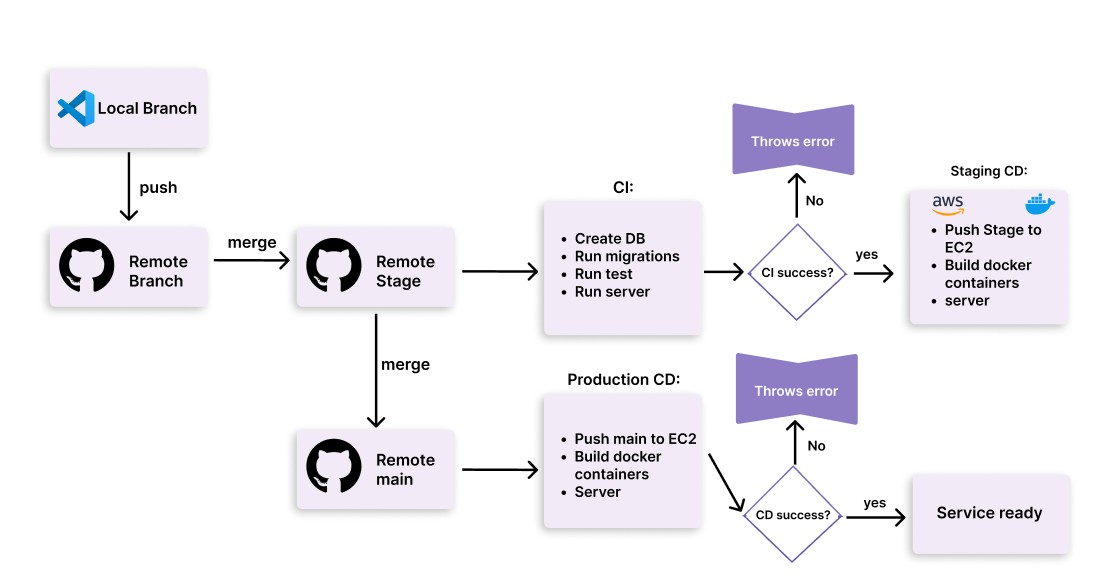 Local Branch
push
Remote
Branch
merge
Remote
Stage
merge
Remote
main
CI:
• Create DB
• Run migrations
• Run test
• Run server
CI success?
No
Throws error
yes
Staging CD:
aws
• Push Stage to
EC2
• Build docker
containers
• server
Production CD:
• Push main to EC2
• Build docker
containers
• Server
CD success?
No
Throws error
yes
Service ready